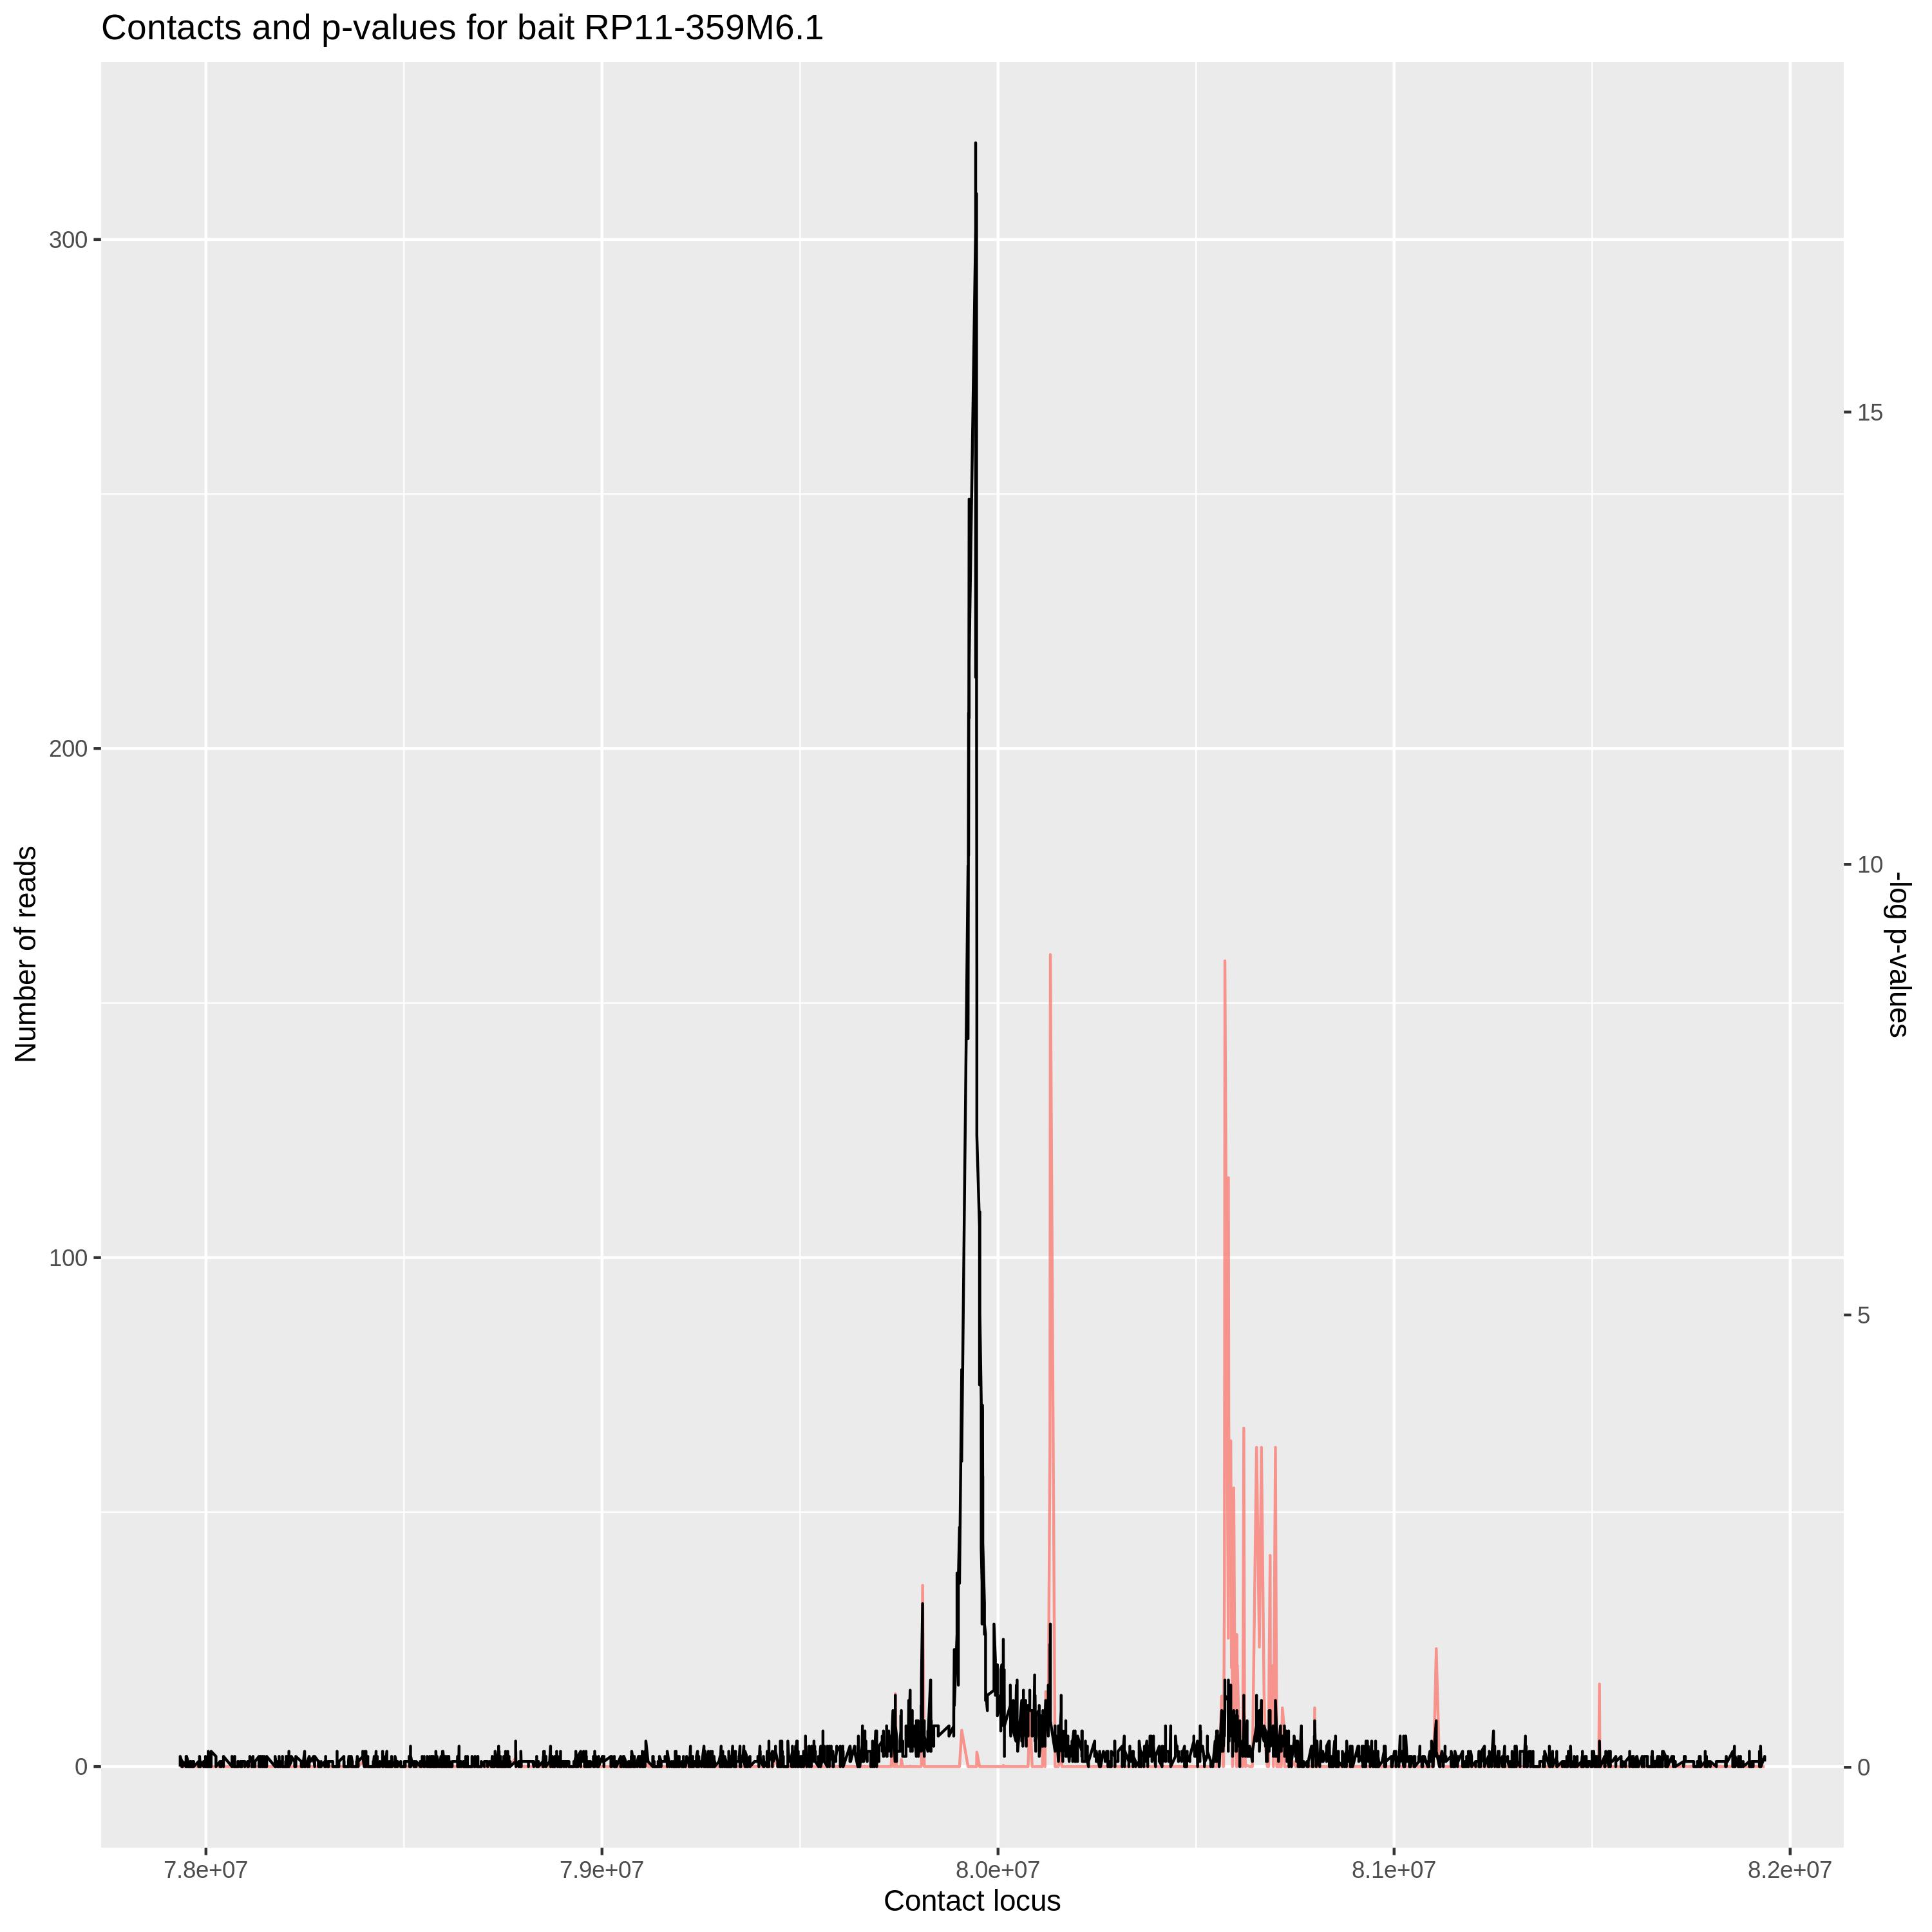 Contacts and p-values for bait RP11-359M6.1
Number of reads
300
200
100
0
15
10
5
0
-log p-values
7.8e+07
7.9e+07
8.0e+07
8.1e+07
8.2e+07
Contact locus